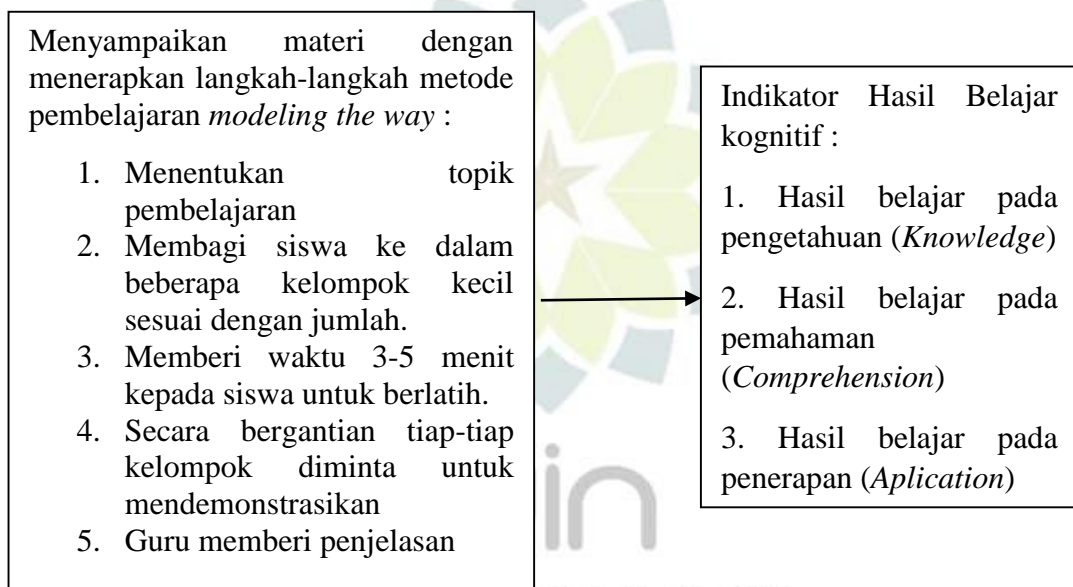 Menyampaikan materi dengan
menerapkan langkah-langkah metode
pembelajaran modeling the way :
1. Menentukan topik
pembelajaran
2. Membagi siswa ke dalam
beberapa kelompok kecil
sesuai dengan jumlah.
3. Memberi waktu 3-5 menit
kepada siswa untuk berlatih.
4. Secara bergantian tiap-tiap
kelompok diminta untuk
mendemonstrasikan
5. Guru memberi penjelasan
Indikator Hasil Belajar
kognitif :
1. Hasil belajar pada
pengetahuan (Knowledge)
2. Hasil belajar pada
pemahaman
(Comprehension)
3. Hasil belajar pada
penerapan (Aplication)
in